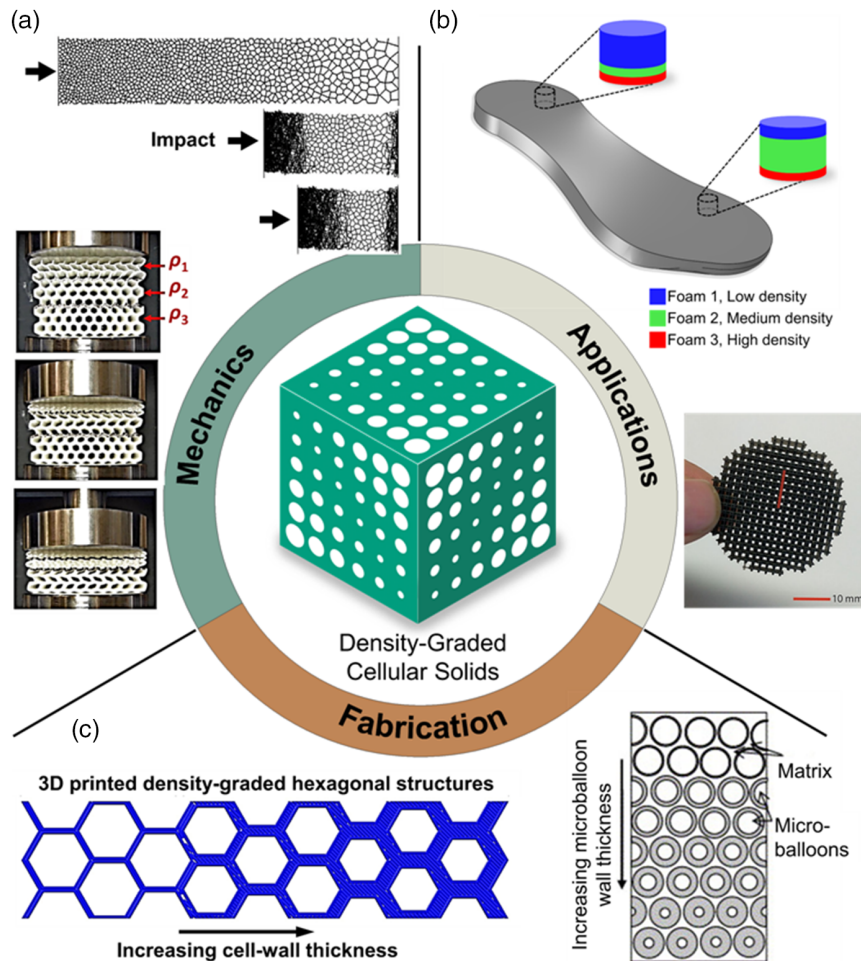 (a)
Impact
ρ1
ρ2
ρ3
(b)
Foam 1, Low density
Foam 2, Medium density
Foam 3, High density
10 mm
Mechanics
Applications
Fabrication
Density-Graded
Cellular Solids
(c)
3D printed density-graded hexagonal structures
Increasing cell-wall thickness
Increasing microballoon
wall thickness
Matrix
Micro-
balloons